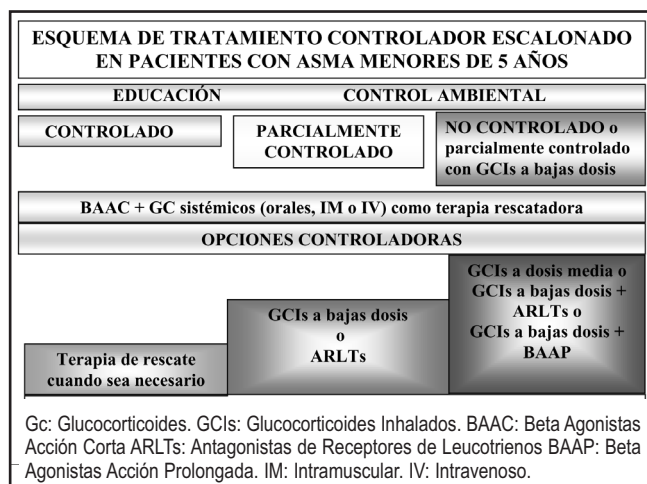 ESQUEMA DE TRATAMIENTO CONTROLADOR ESCALONADO
EN PACIENTES CON ASMA MENORES DE 5 AÑOS
EDUCACIÓN CONTROL AMBIENTAL
CONTROLADO
PARCIALMENTE
CONTROLADO
NO CONTROLADO o
parcialmente controlado
con GCIs a bajas dosis
BAAC + GC sistémicos (orales, IM o IV) como terapia rescatadora
OPCIONES CONTROLADORAS
Terapia de rescate
cuando sea necesario
GCIs a bajas dosis
o
ARLTs
GCIs a dosis media o
GCIs a bajas dosis +
ARLTs o
GCIs a bajas dosis +
BAAP
Gc: Glucocorticoides. GCIs: Glucocorticoides Inhalados. BAAC: Beta Agonistas
Acción Corta ARLTs: Antagonistas de Receptores de Leucotrienos BAAP: Beta
Agonistas Acción Prolongada. IM: Intramuscular. IV: Intravenoso.